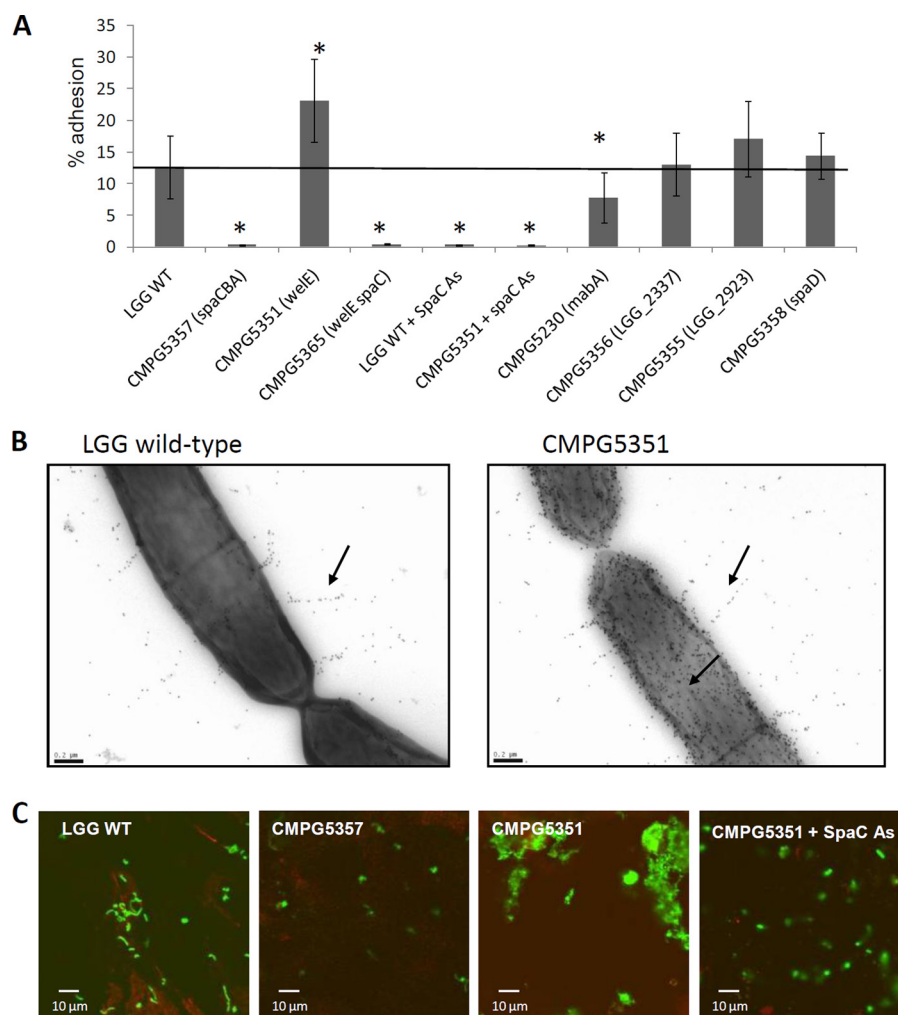 A
35
30
25
20
15
10
5
0
% adhesion
*
*
*
*
*
*
LGG WT
CMPG5357 (spaCBA)
CMPG5351 (welE)
CMPG5365 (welE spaC)
LGG WT + SpaC As
CMPG5351 + spaC As
CMPG5230 (mabA)
CMPG5356 (LGG_2337)
CMPG5355 (LGG_2923)
CMPG5358 (spaD)
B
LGG wild-type
CMPG5351
0.2 µm
0.2 µm
C
LGG WT
CMPG5357
CMPG5351
CMPG5351 + SpaC As
10 µm
10 µm
10 µm
10 µm